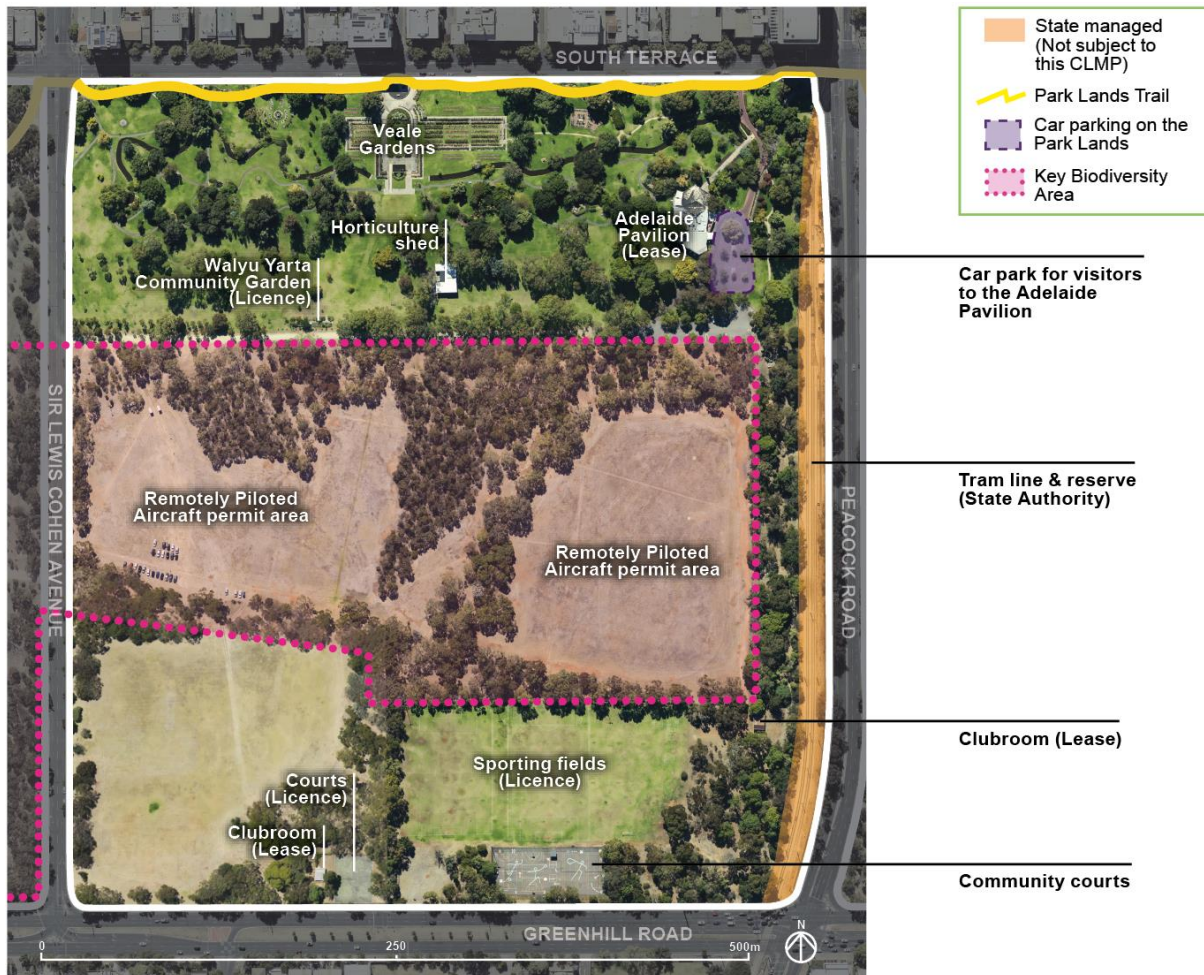 SOUTH TERRACE
Veale
Gardens
Horticulture
shed
Adelaide
Pavilion
(Lease)
Walyu Yarta
Community Garden
(Licence)
SIR LEWIS COHEN AVENUE
PEACOCK ROAD
Remotely Piloted
Aircraft permit area
Remotely Piloted
Aircraft permit area
Sporting fields
(Licence)
Courts
(Licence)
Clubroom
(Lease)
GREENHILL ROAD
0
250
500m
N
State managed
(Not subject to
this CLMP)
Park Lands Trail
Car parking on the
Park Lands
Key Biodiversity
Area
Car park for visitors
to the Adelaide
Pavilion
Tram line & reserve
(State Authority)
Clubroom (Lease)
Community courts